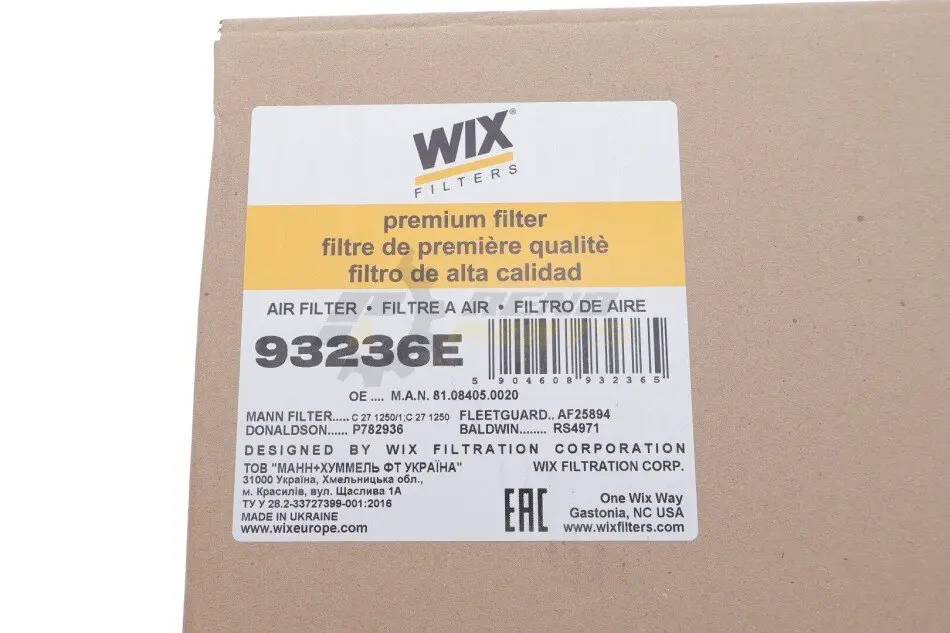 WIX®
FILTERS
premium filter
filtre de première qualitè
filtro de alta calidad
AIR FILTER • FILTRE A AIR • FILTRO DE AIRE
93236E
5 904608 932365
OE .... M.A.N. 81.08405.0020
MANN FILTER..... C 27 1250/1;C 27 1250 FLEETGUARD.. AF25894
DONALDSON...... P782936 BALDWIN........ RS4971
DESIGNED BY WIX FILTRATION CORPORATION
ТОВ "МАНН+ХУММЕЛЬ ФТ УКРАЇНА" WIX FILTRATION CORP.
31000 Україна, Хмельницька обл.,
м. Красилів, вул. Щаслива 1А
ТУ У 28.2-33727399-001:2016
MADE IN UKRAINE
www.wixeurope.com
EAC
One Wix Way
Gastonia, NC USA
www.wixfilters.com